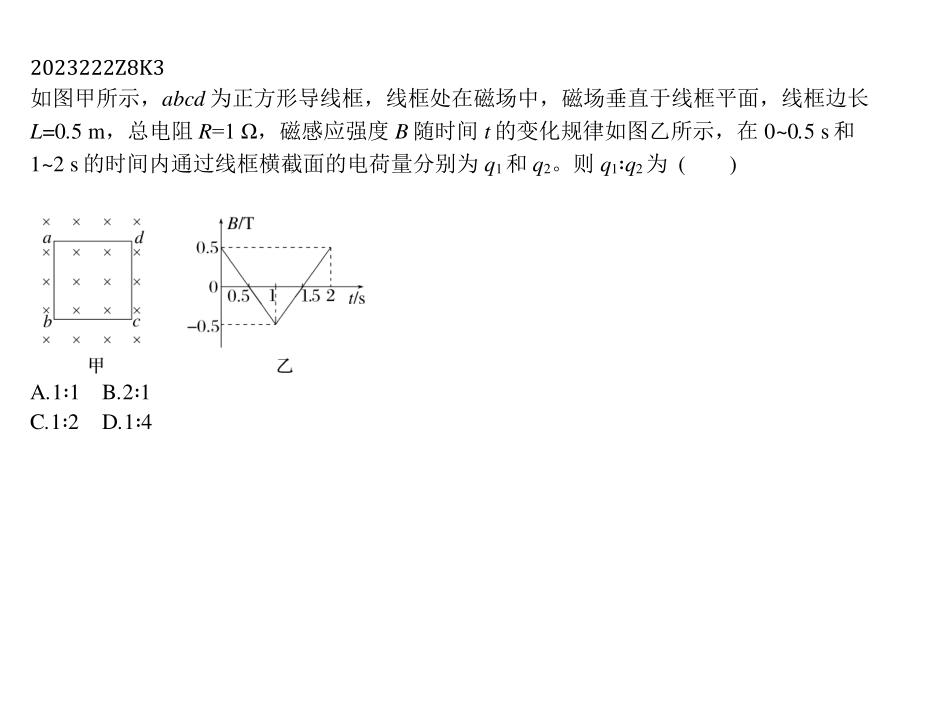 2023222Z8K3
如图甲所示，abcd 为正方形导线框，线框处在磁场中，磁场垂直于线框平面，线框边长
L=0.5 m，总电阻 R=1 Ω，磁感应强度 B 随时间 t 的变化规律如图乙所示，在 0~0.5 s 和
1~2 s 的时间内通过线框横截面的电荷量分别为 q₁ 和 q₂。则 q₁∶q₂ 为（　　）
× × × ×
a d
× × × ×
× × × ×
× × × ×
b c
× × × ×
甲
B/T
0.5
0 0.5 1 1.5 2 t/s
−0.5
乙
A.1∶1 B.2∶1
C.1∶2 D.1∶4